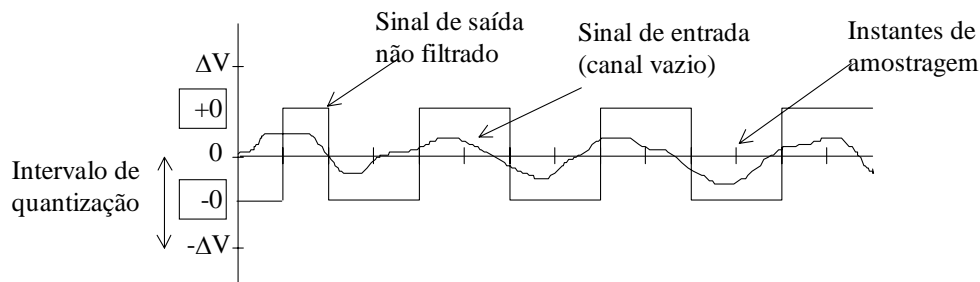 Sinal de saída
não filtrado
Sinal de entrada
(canal vazio)
Instantes de
amostragem
ΔV
+0
0
Intervalo de
quantização
-0
-ΔV